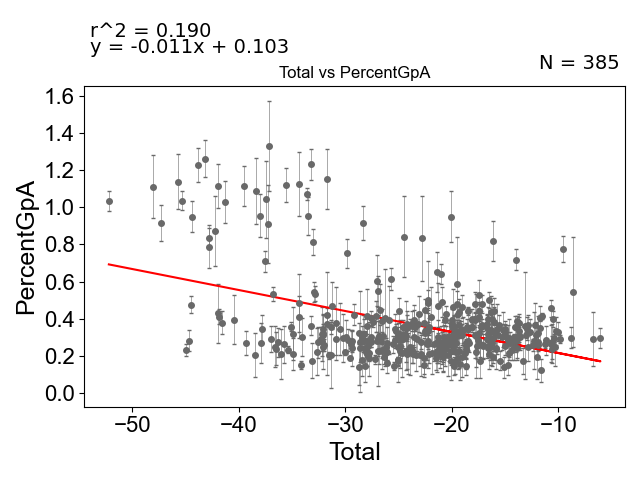 r^2 = 0.190
y = -0.011x + 0.103
N = 385
Total vs PercentGpA
1.6
1.4
1.2
1.0
0.8
0.6
0.4
0.2
0.0
PercentGpA
−50 −40 −30 −20 −10
Total